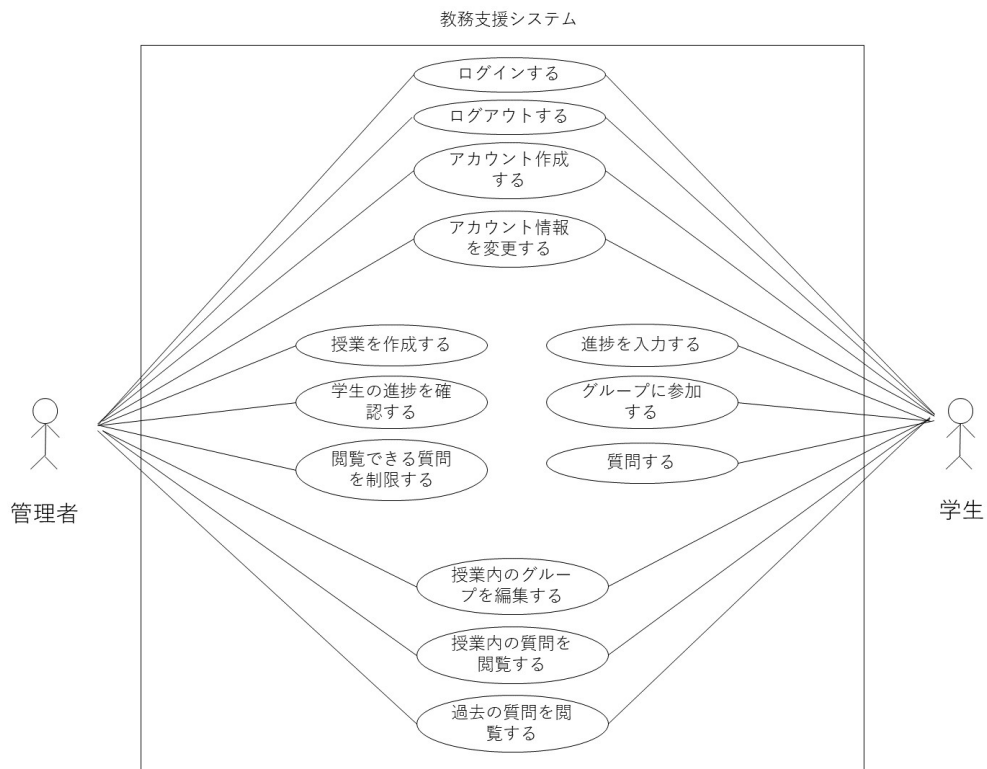 教務支援システム
ログインする
ログアウトする
アカウント作成
する
アカウント情報
を変更する
授業を作成する
進捗を入力する
学生の進捗を確
認する
グループに参加
する
閲覧できる質問
を制限する
質問する
管理者
学生
授業内のグルー
プを編集する
授業内の質問を
閲覧する
過去の質問を閲
覧する